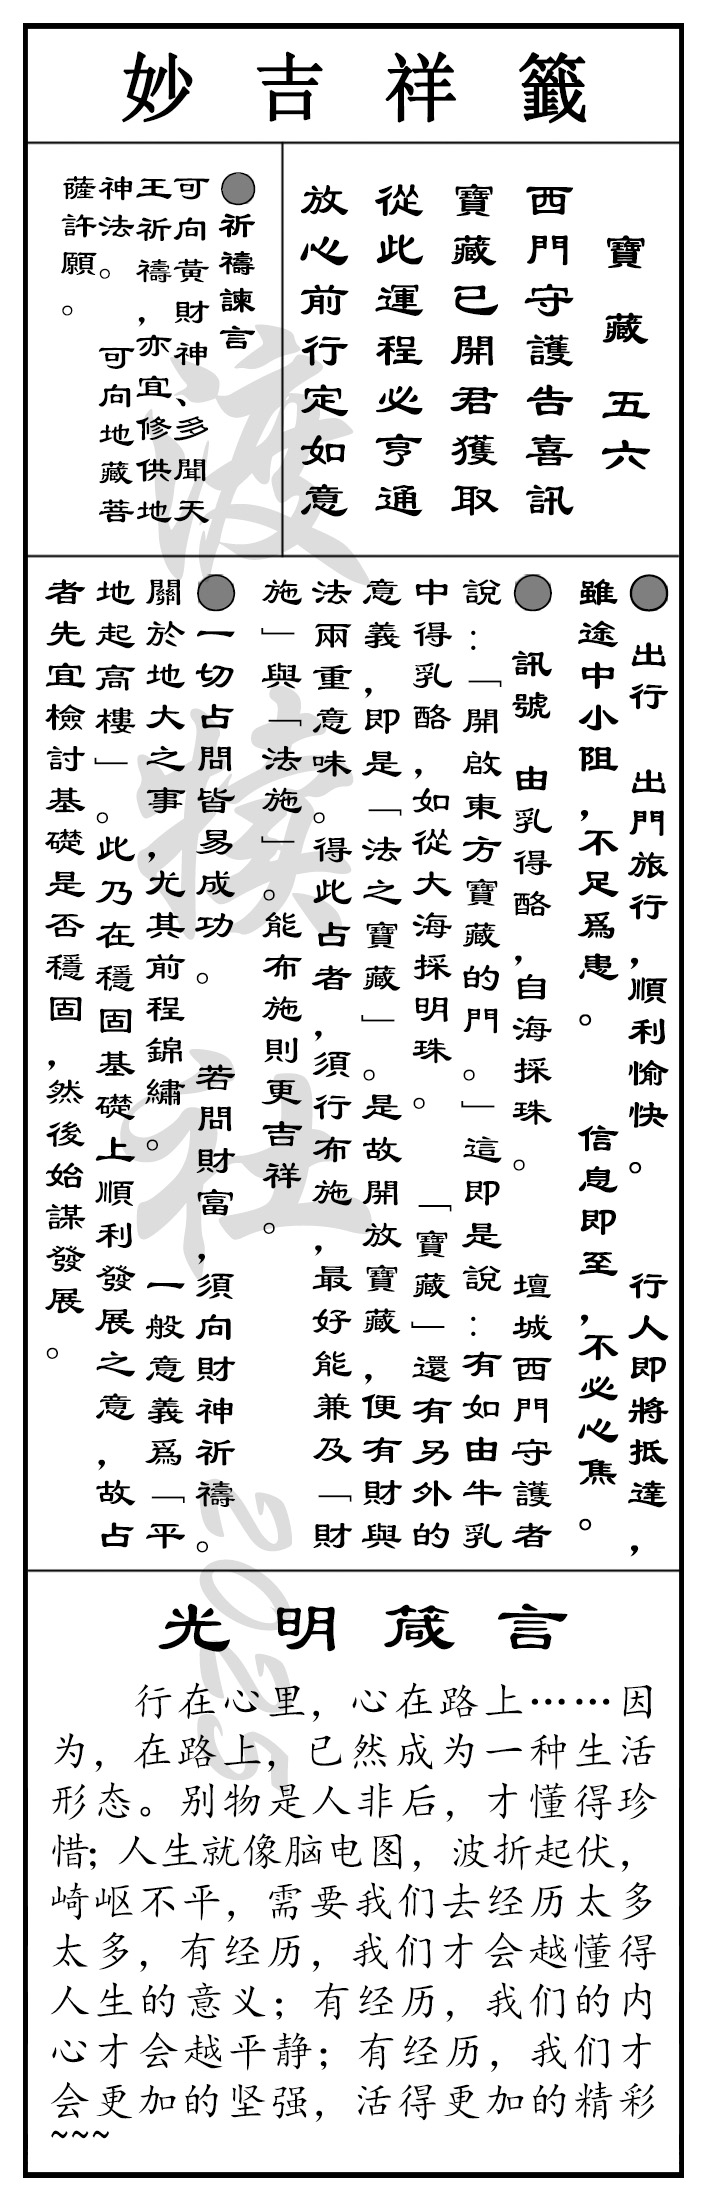 妙吉祥籤
寶藏 五六
西門守護告喜訊
寶藏已開君獲取
從此運程必亨通
放心前行定如意
●祈禱諫言
可向黃財神、多聞天
王祈禱，亦宜修供地
神法。 可向地藏菩
薩許願。
● 出行 出門旅行，順利愉快。 行人即將抵達，
雖途中小阻，不足爲患。 信息即至，不必心焦。
● 訊號 由乳得酪，自海採珠。 壇城西門守護者
說：「開啟東方寶藏的門。」這即是說：有如由牛乳
中得乳酪，如從大海採明珠。 「寶藏」還有另外的
意義，即是「法之寶藏」。是故開放寶藏，便有財與
法兩重意味。得此占者，須行布施，最好能兼及「財
施」與「法施」。能布施則更吉祥。
●一切占問皆易成功。 若問財富，須向財神祈禱。
關於地大之事，尤其前程錦繡。 一般意義爲「平
地起高樓」。此乃在穩固基礎上順利發展之意，故占
者先宜檢討基礎是否穩固，然後始謀發展。
光明箴言
行在心里，心在路上……因
为，在路上，已然成为一种生活
形态。别物是人非后，才懂得珍
惜；人生就像脑电图，波折起伏，
崎岖不平，需要我们去经历太多
太多，有经历，我们才会越懂得
人生的意义；有经历，我们的内
心才会越平静；有经历，我们才
会更加的坚强，活得更加的精彩
~~~
渡
社
2025